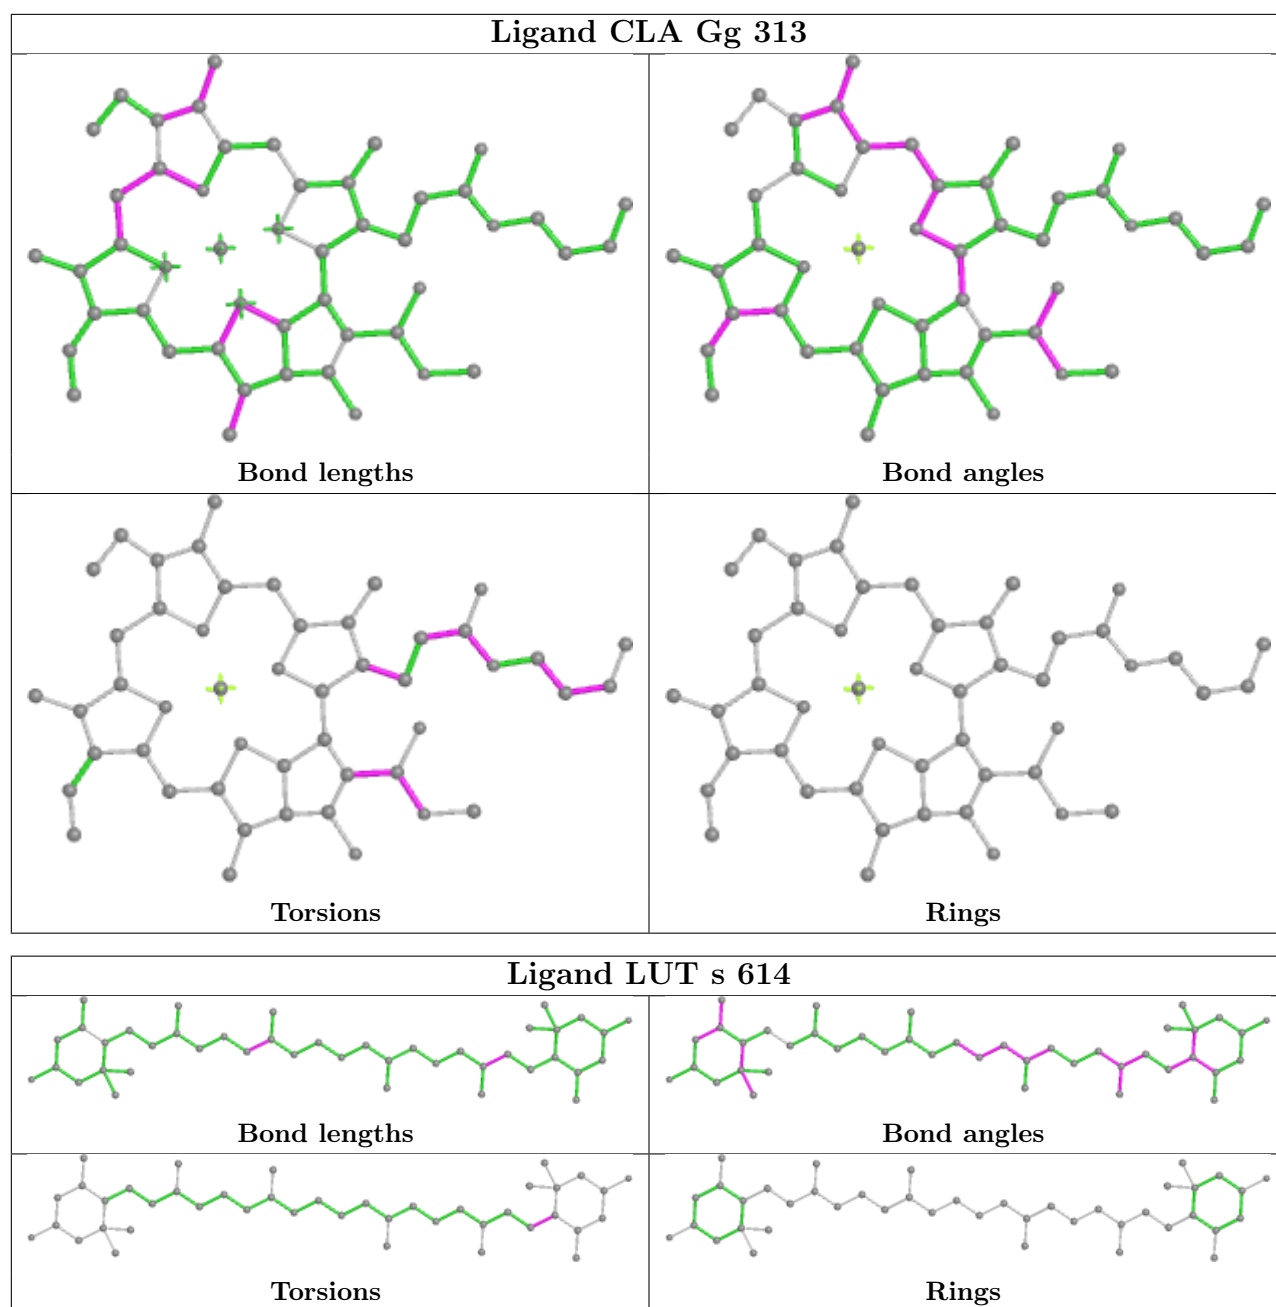 Ligand CLA Gg 313
Bond lengths
Bond angles
Torsions
Rings
Ligand LUT s 614
Bond lengths
Bond angles
Torsions
Rings